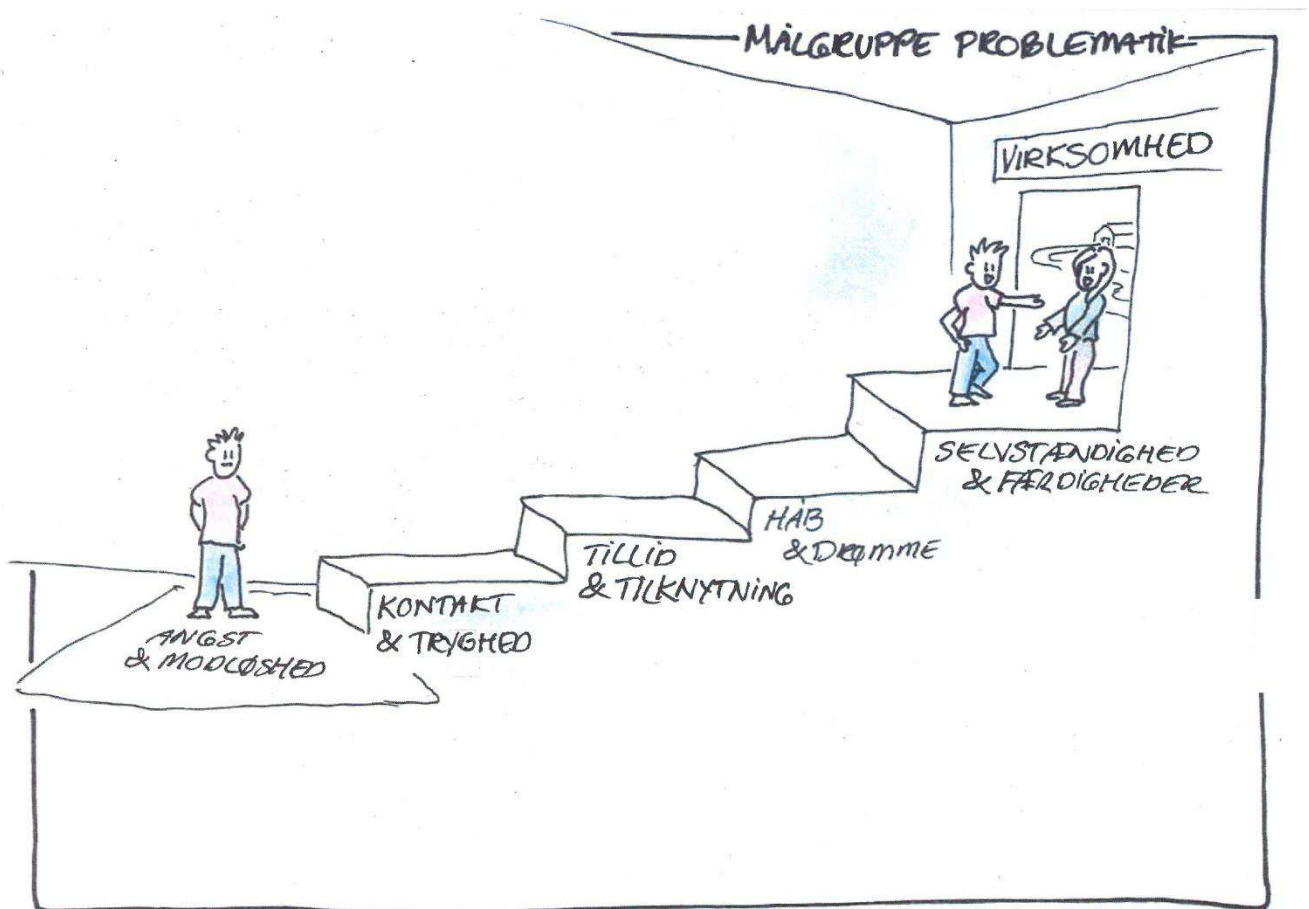 MÅLGRUPPE PROBLEMATIK
VIRKSOMHED
SELVSTÆNDIGHED
& FÆRDIGHEDER
HÅB
& DRØMME
TILLID
& TILKNYTNING
KONTAKT
& TRYGHED
ANGST
& MODLØSHED